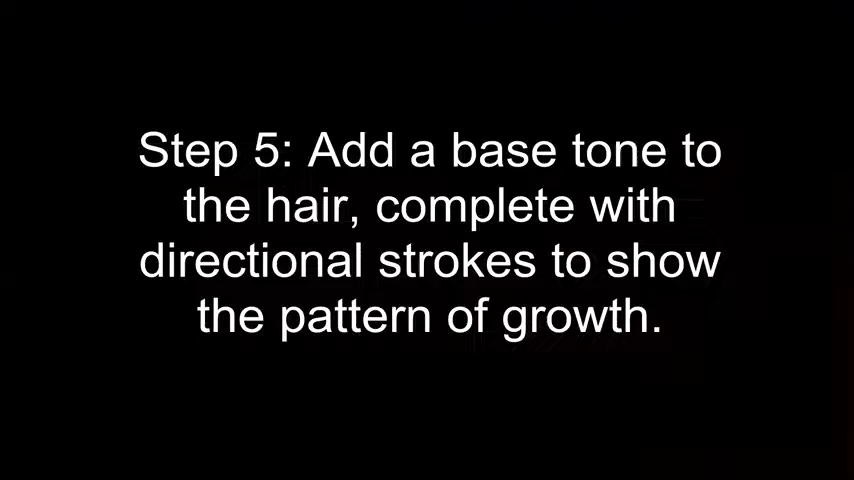 Step 5: Add a base tone to
the hair, complete with
directional strokes to show
the pattern of growth.